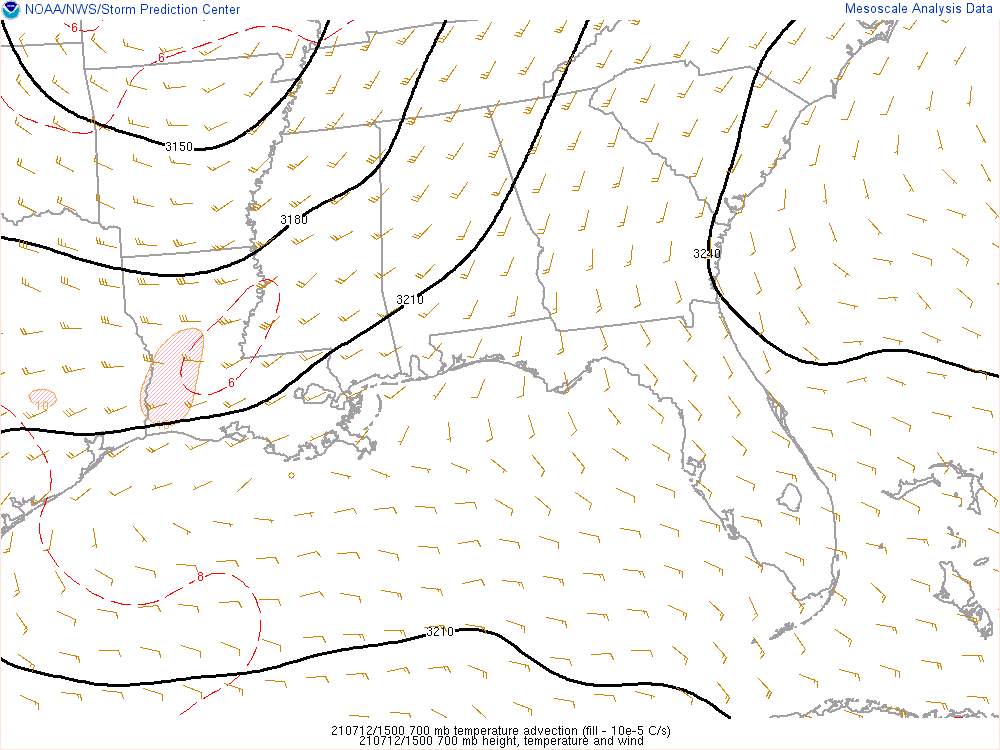 NOAA/NWS/Storm Prediction Center
Mesoscale Analysis Data
6
6
3150
3180
3240
3210
6
10
8
3210
210712/1500 700 mb temperature advection (fill - 10e-5 C/s)
210712/1500 700 mb height, temperature and wind